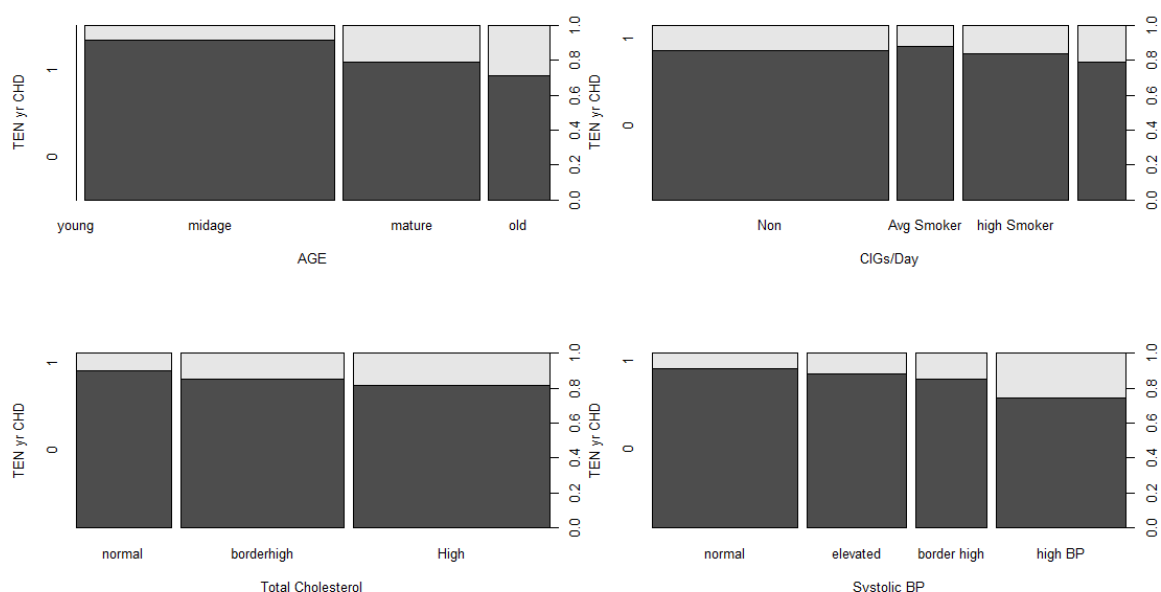 TEN yr CHD
1
0
1.0
0.8
0.6
0.4
0.2
0.0
young midage mature old
AGE
TEN yr CHD
1
0
1.0
0.8
0.6
0.4
0.2
0.0
Non Avg Smoker high Smoker
CIGs/Day
TEN yr CHD
1
0
1.0
0.8
0.6
0.4
0.2
0.0
normal borderhigh High
Total Cholesterol
TEN yr CHD
1
0
1.0
0.8
0.6
0.4
0.2
0.0
normal elevated border high high BP
Systolic BP